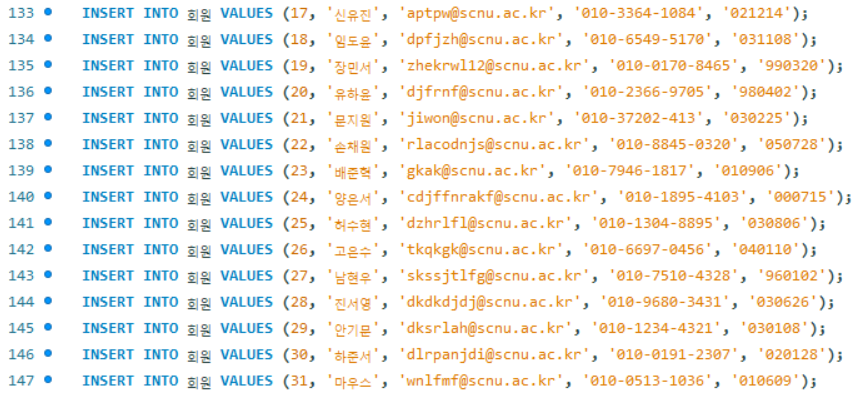 133 INSERT INTO 회원 VALUES (17, '신유진', 'aptpw@scnu.ac.kr', '010-3364-1084', '021214');
134 INSERT INTO 회원 VALUES (18, '임도윤', 'dpfjzh@scnu.ac.kr', '010-6549-5170', '031108');
135 INSERT INTO 회원 VALUES (19, '장민서', 'zhekrwl12@scnu.ac.kr', '010-0170-8465', '990320');
136 INSERT INTO 회원 VALUES (20, '유하윤', 'djfrnf@scnu.ac.kr', '010-2366-9705', '980402');
137 INSERT INTO 회원 VALUES (21, '문지원', 'jiwon@scnu.ac.kr', '010-37202-413', '030225');
138 INSERT INTO 회원 VALUES (22, '손채원', 'rlacodnjs@scnu.ac.kr', '010-8845-0320', '050728');
139 INSERT INTO 회원 VALUES (23, '배준혁', 'gkak@scnu.ac.kr', '010-7946-1817', '010906');
140 INSERT INTO 회원 VALUES (24, '양은서', 'cdjffnrakf@scnu.ac.kr', '010-1895-4103', '000715');
141 INSERT INTO 회원 VALUES (25, '허수현', 'dzhrlfl@scnu.ac.kr', '010-1304-8895', '030806');
142 INSERT INTO 회원 VALUES (26, '고은수', 'tkqkgk@scnu.ac.kr', '010-6697-0456', '040110');
143 INSERT INTO 회원 VALUES (27, '남현우', 'skssjtlfg@scnu.ac.kr', '010-7510-4328', '960102');
144 INSERT INTO 회원 VALUES (28, '진서영', 'dkdkdjdj@scnu.ac.kr', '010-9680-3431', '030626');
145 INSERT INTO 회원 VALUES (29, '안기문', 'dksrlah@scnu.ac.kr', '010-1234-4321', '030108');
146 INSERT INTO 회원 VALUES (30, '하준서', 'dlrpanjdi@scnu.ac.kr', '010-0191-2307', '020128');
147 INSERT INTO 회원 VALUES (31, '마우스', 'wnlfmf@scnu.ac.kr', '010-0513-1036', '010609');